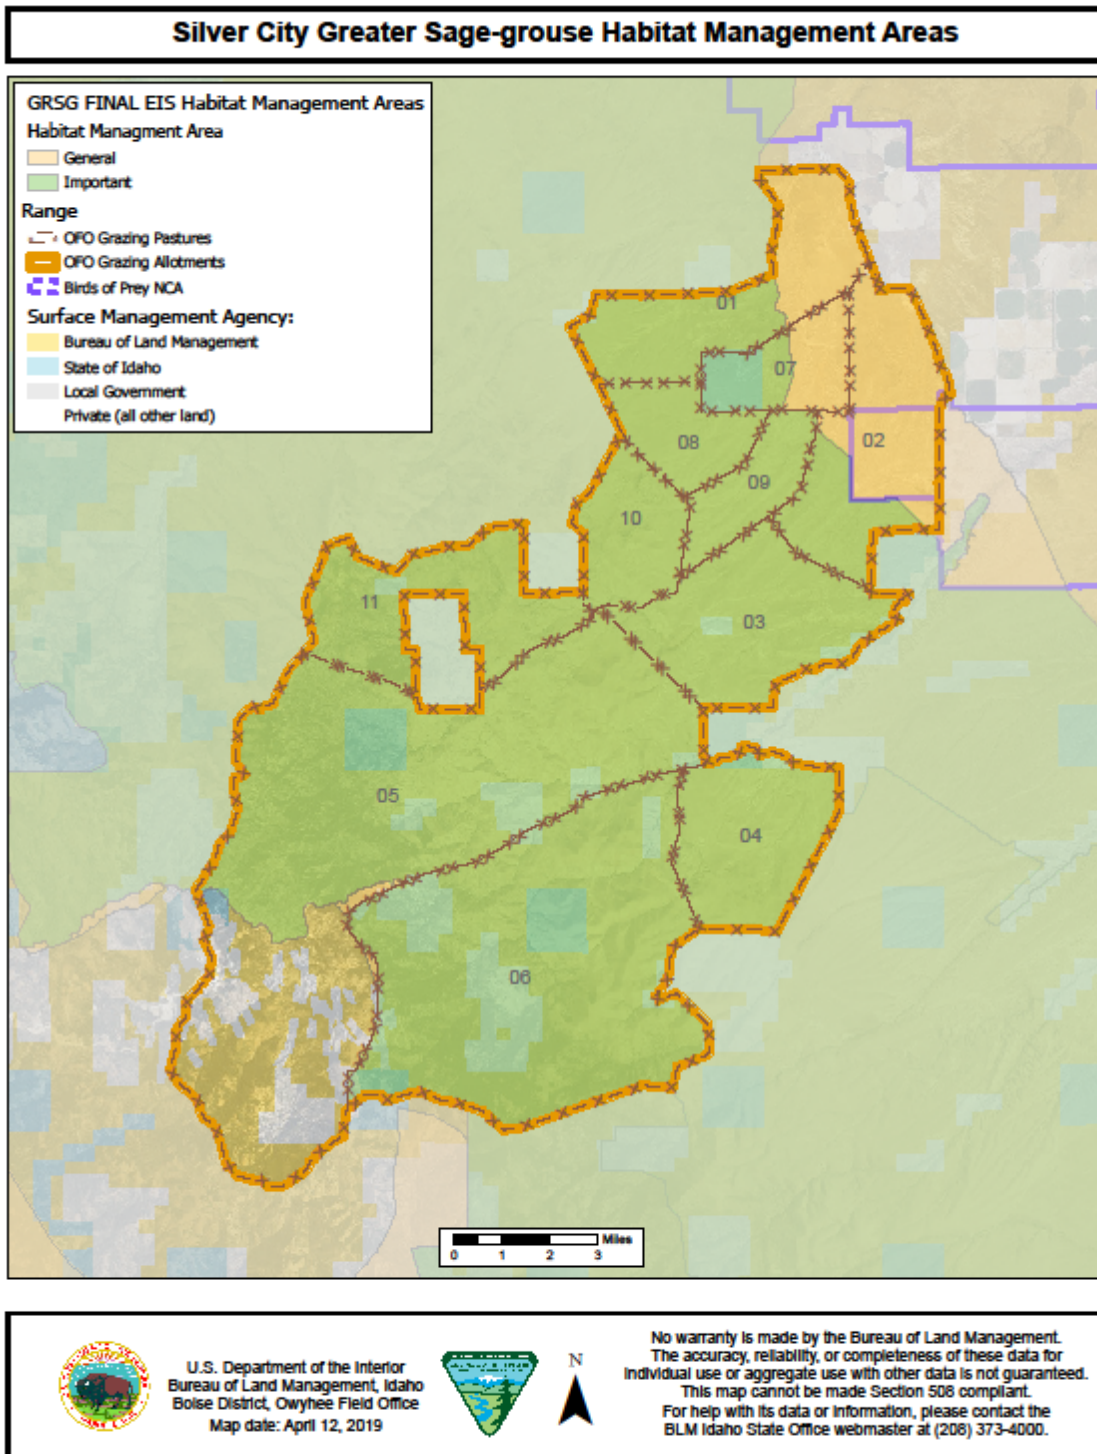 Silver City Greater Sage-grouse Habitat Management Areas
GRSG FINAL EIS Habitat Management Areas
Habitat Managment Area
General
Important
Range
OFO Grazing Pastures
OFO Grazing Allotments
Birds of Prey NCA
Surface Management Agency:
Bureau of Land Management
State of Idaho
Local Government
Private (all other land)
01
07
02
08
09
10
11
03
05
04
06
Miles
0 1 2 3
U.S. Department of the Interior
Bureau of Land Management, Idaho
Boise District, Owyhee Field Office
Map date: April 12, 2019
N
No warranty is made by the Bureau of Land Management.
The accuracy, reliability, or completeness of these data for
individual use or aggregate use with other data is not guaranteed.
This map cannot be made Section 508 compliant.
For help with its data or information, please contact the
BLM Idaho State Office webmaster at (208) 373-4000.